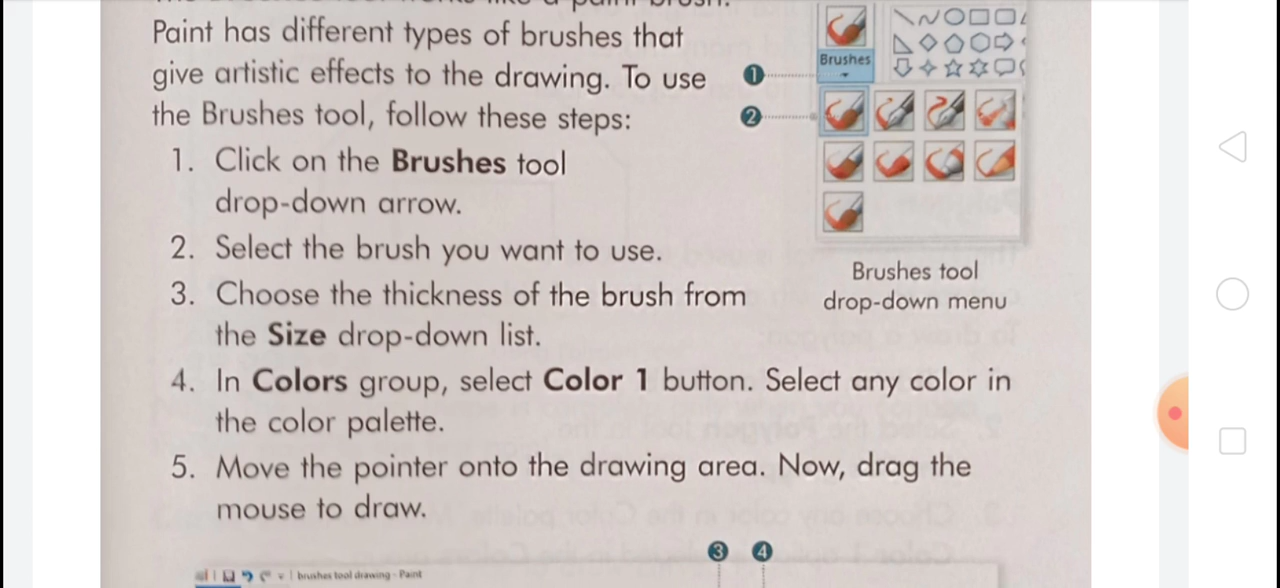 Paint has different types of brushes that
give artistic effects to the drawing. To use
the Brushes tool, follow these steps:
1. Click on the Brushes tool
drop-down arrow.
2. Select the brush you want to use.
3. Choose the thickness of the brush from
the Size drop-down list.
4. In Colors group, select Color 1 button. Select any color in
the color palette.
5. Move the pointer onto the drawing area. Now, drag the
mouse to draw.
Brushes
1
2
Brushes tool
drop-down menu
3 4
brushes tool drawing - Paint